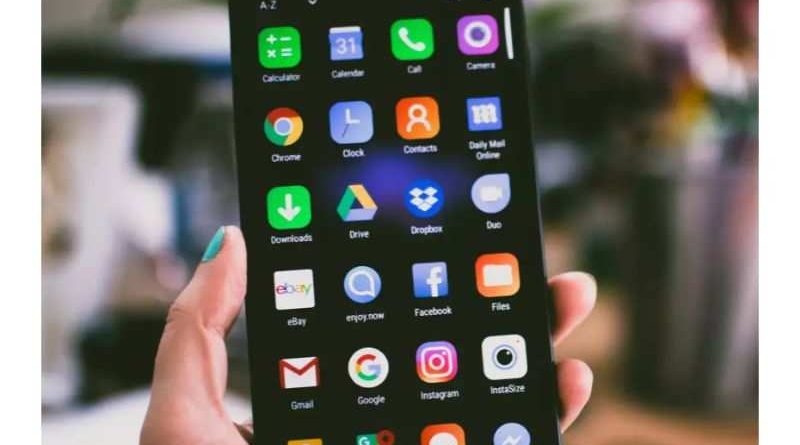 A-Z
Calculator
31
Calendar
Call
Camera
Chrome
Clock
Contacts
Daily Mail
Online
Downloads
Drive
Dropbox
Duo
ebay
eBay
enjoy.now
Facebook
Files
Gmail
Google
Instagram
InstaSize